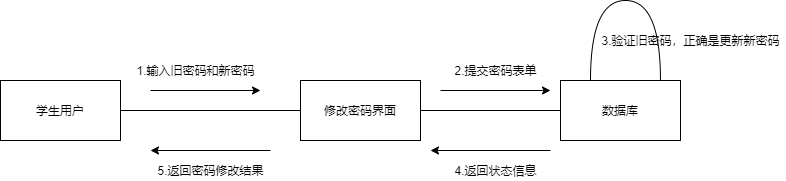 3.验证旧密码，正确是更新新密码
1.输入旧密码和新密码
2.提交密码表单
学生用户
修改密码界面
数据库
5.返回密码修改结果
4.返回状态信息